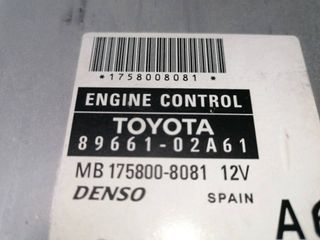 *1758008081*
ENGINE CONTROL
TOYOTA
89661-02A61
MB 175800-8081 12V
DENSO SPAIN
A6